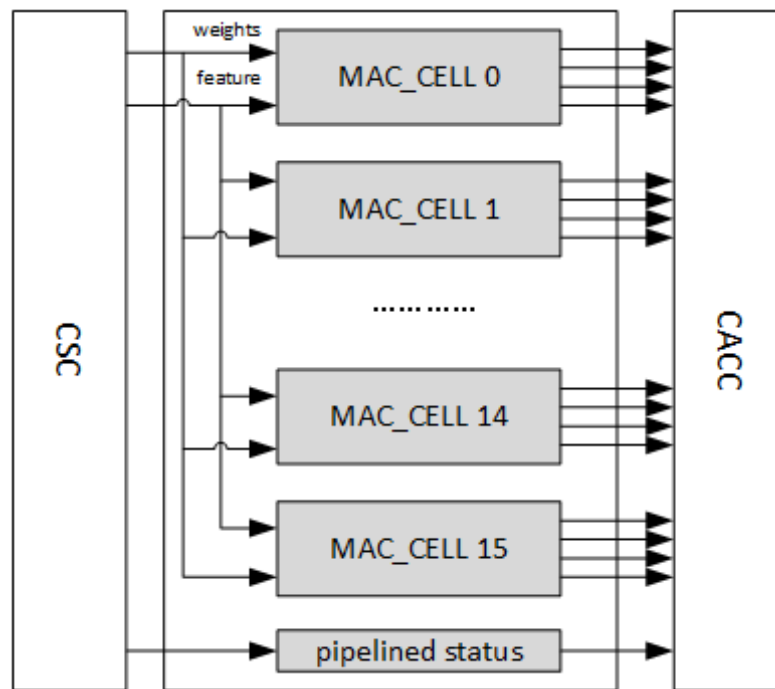 weights
feature
MAC_CELL 0
MAC_CELL 1
…………
MAC_CELL 14
MAC_CELL 15
pipelined status
CSC
CACC